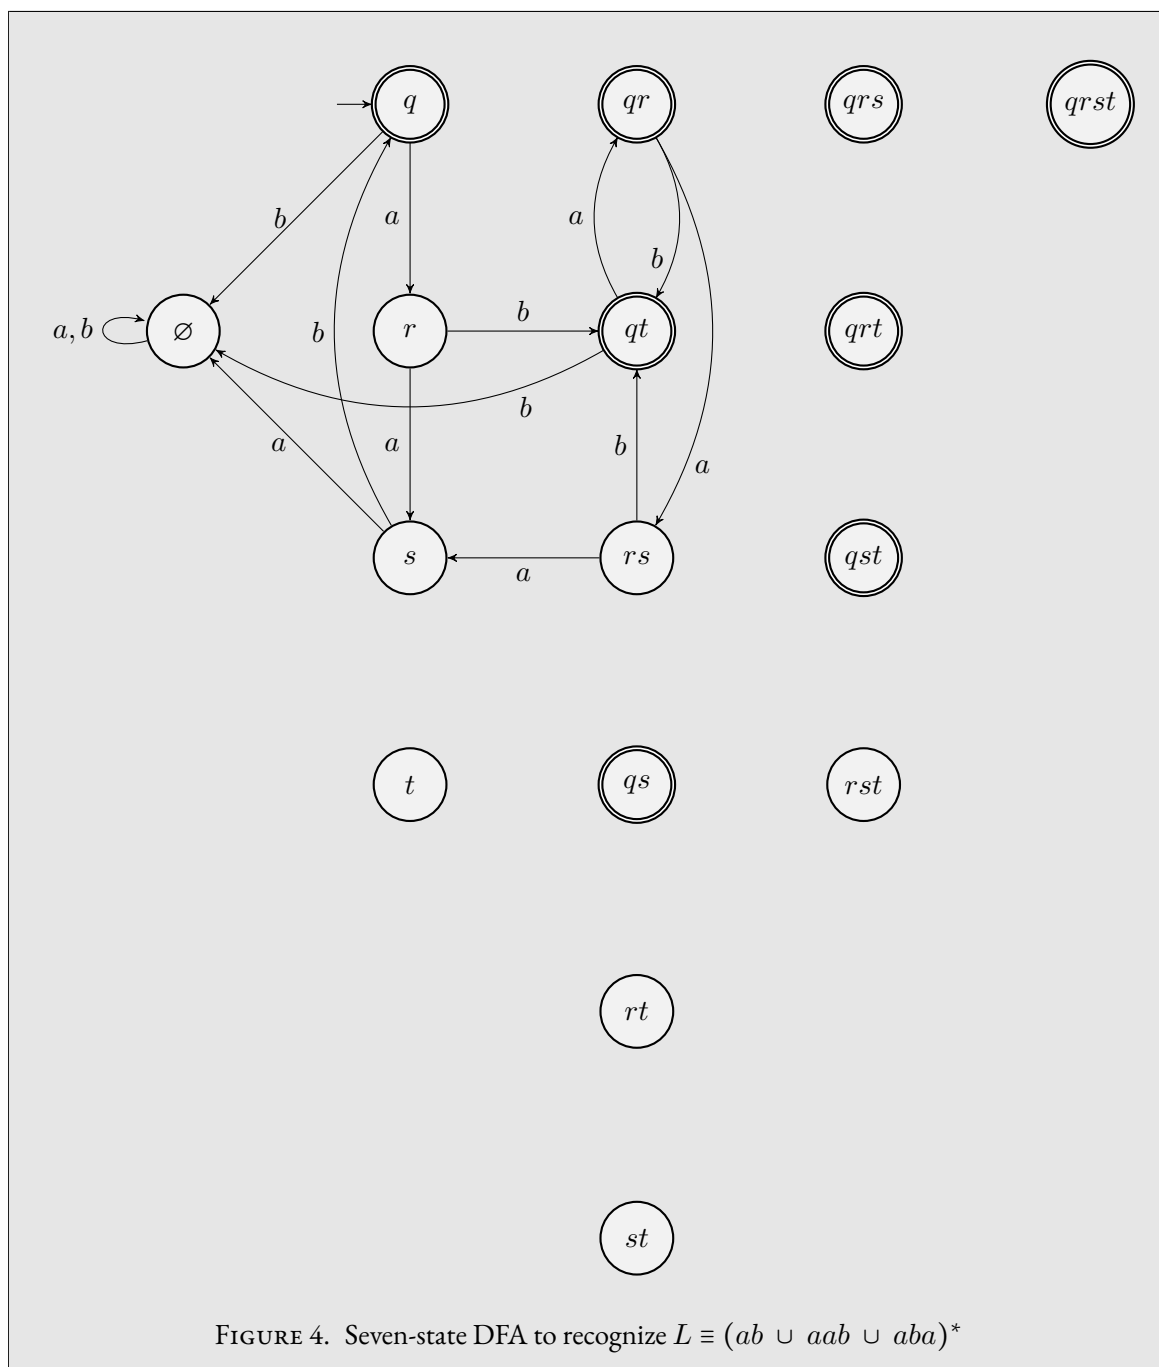 q qr qrs qrst
b a a b
a, b ∅ b r b qt qrt
b
a a b a
s a rs qst
t qs rst
rt
st
FIGURE 4. Seven-state DFA to recognize L ≡ (ab ∪ aab ∪ aba)*